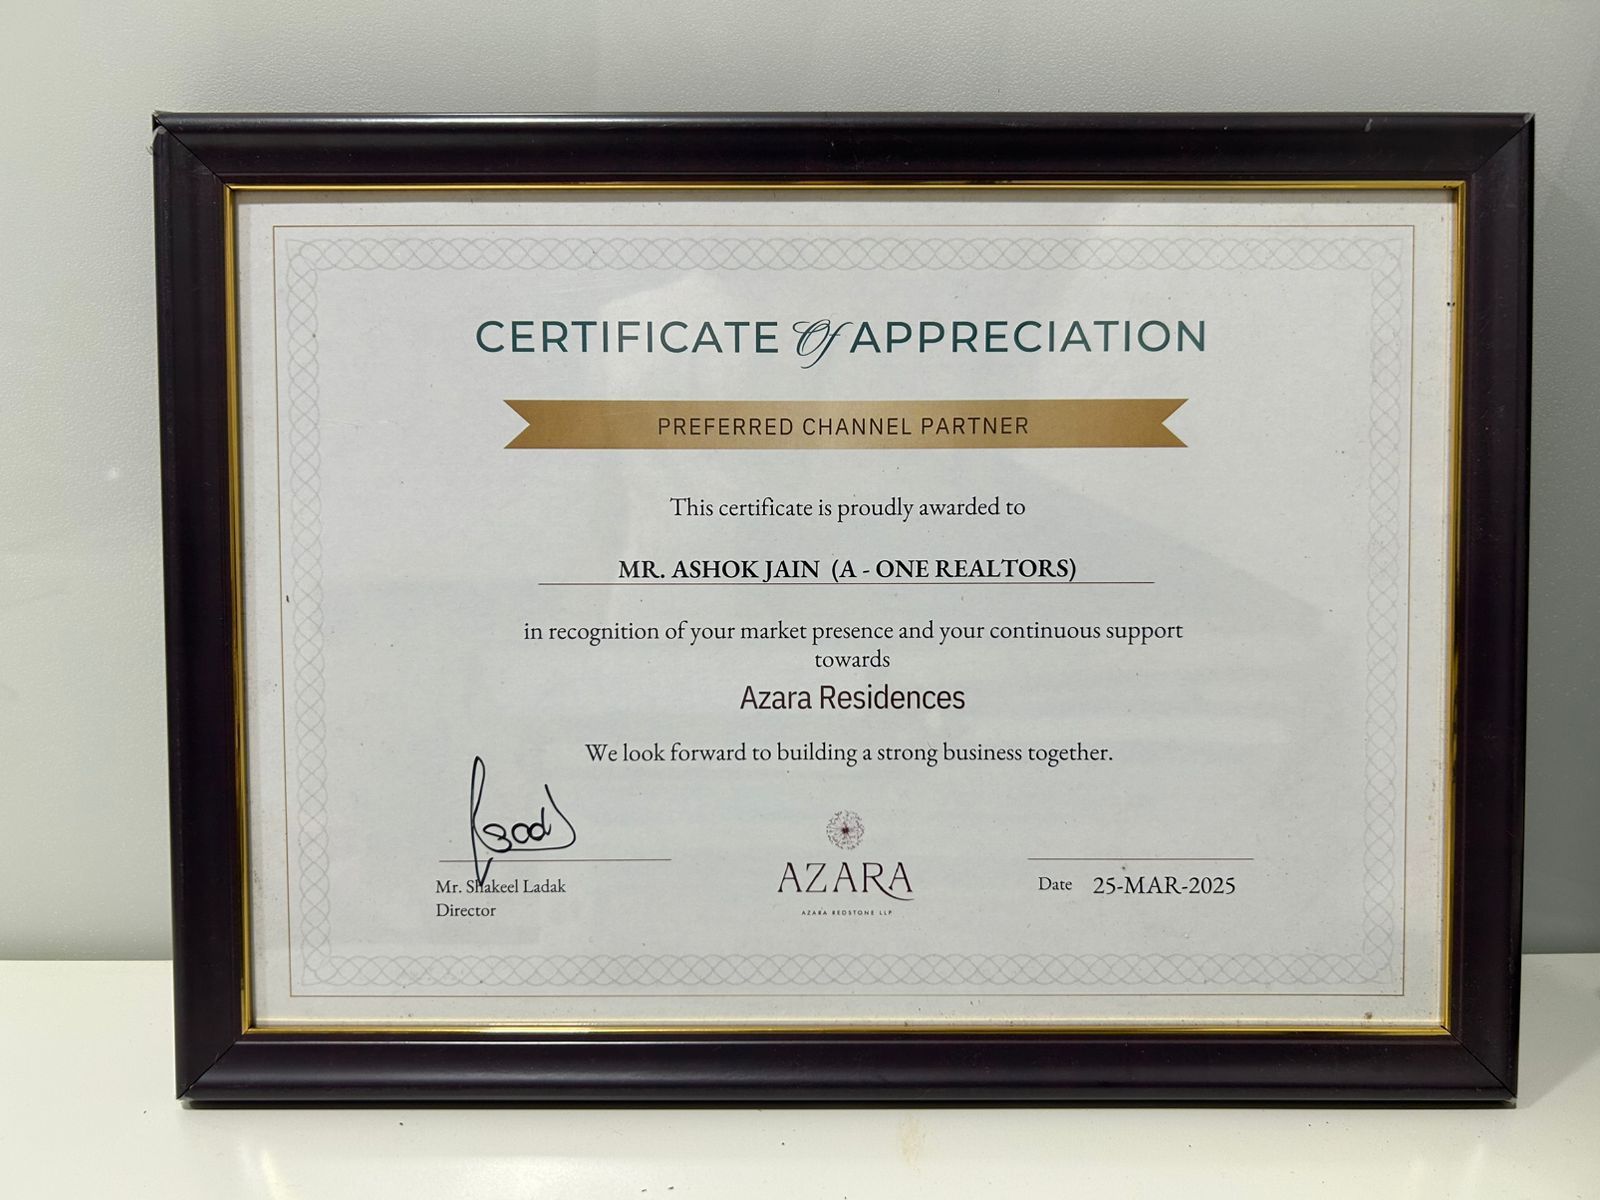 CERTIFICATE Of APPRECIATION
PREFERRED CHANNEL PARTNER
This certificate is proudly awarded to
MR. ASHOK JAIN (A - ONE REALTORS)
in recognition of your market presence and your continuous support
towards
Azara Residences
We look forward to building a strong business together.
Mr. Shakeel Ladak
Director
AZARA
AZARA REDSTONE LLP
Date 25-MAR-2025